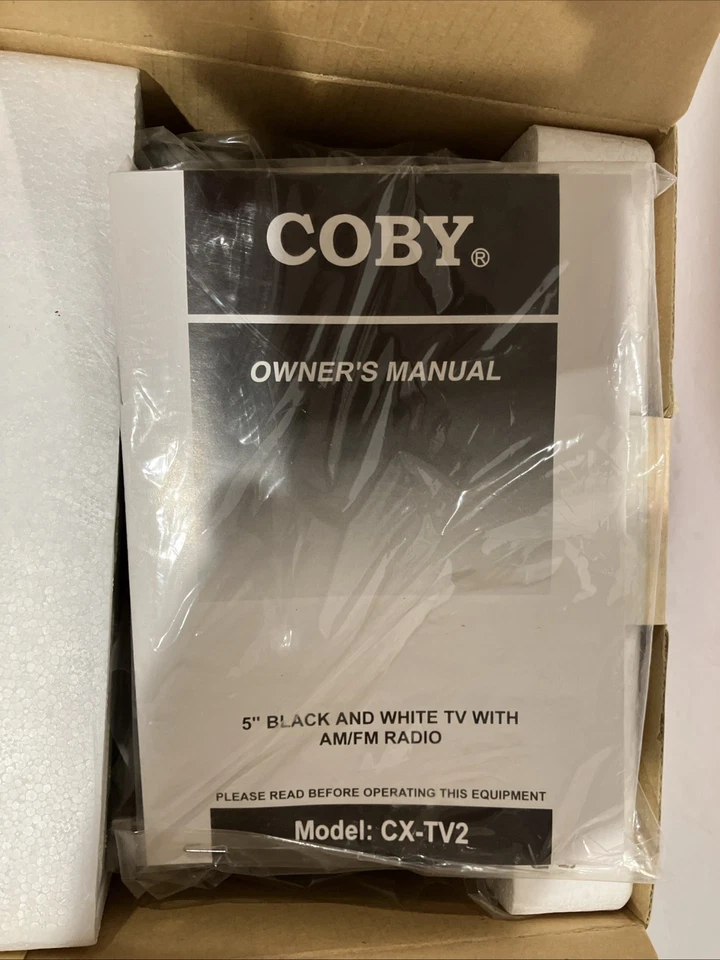 COBY®
OWNER'S MANUAL
5" BLACK AND WHITE TV WITH
AM/FM RADIO
PLEASE READ BEFORE OPERATING THIS EQUIPMENT
Model: CX-TV2